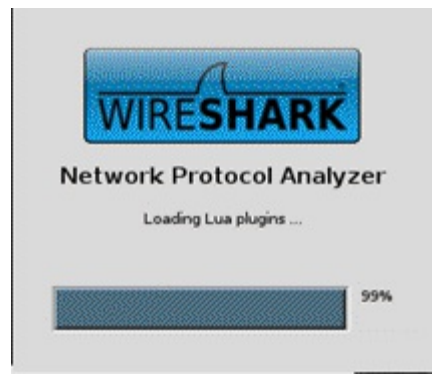 WIRESHARK
Network Protocol Analyzer
Loading Lua plugins ...
99%